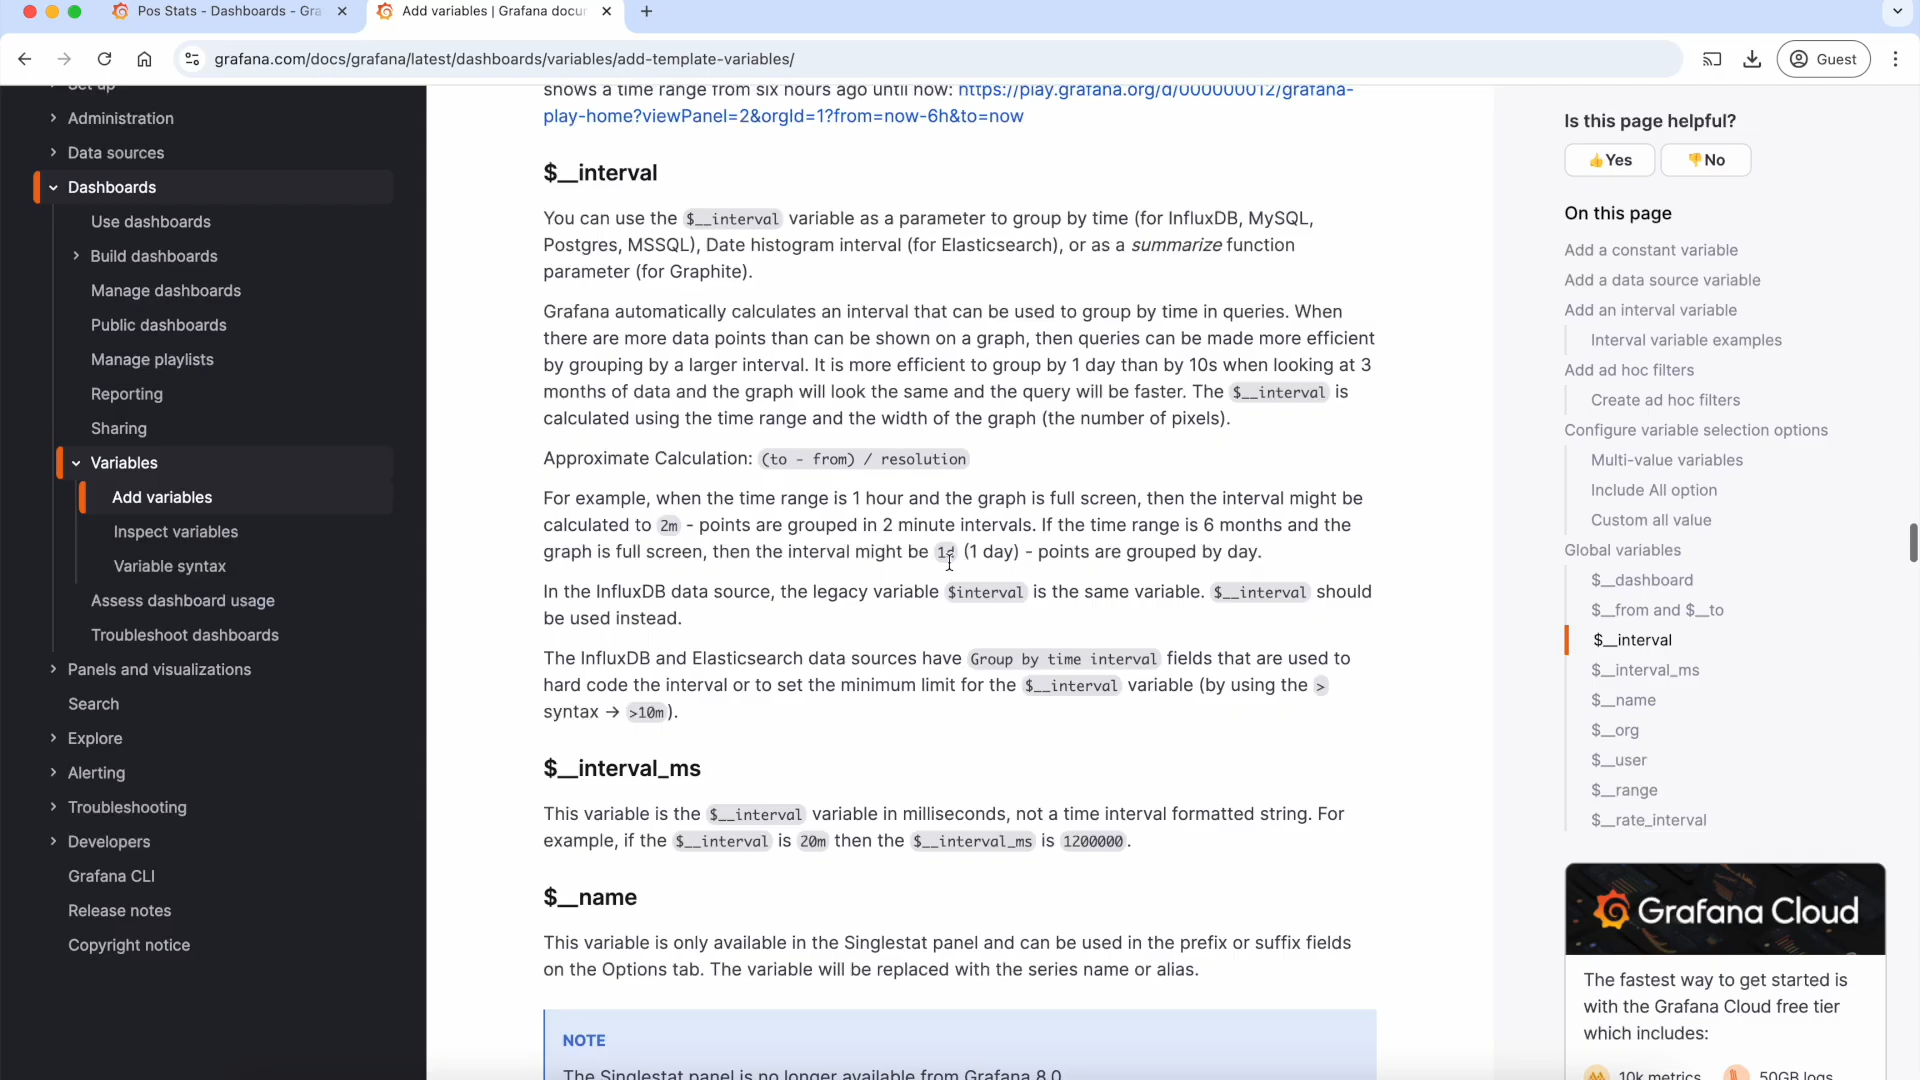 Pos Stats - Dashboards - Gra
Add variables | Grafana docu
grafana.com/docs/grafana/latest/dashboards/variables/add-template-variables/
Guest
Set up
Administration
Data sources
Dashboards
Use dashboards
Build dashboards
Manage dashboards
Public dashboards
Manage playlists
Reporting
Sharing
Variables
Add variables
Inspect variables
Variable syntax
Assess dashboard usage
Troubleshoot dashboards
Panels and visualizations
Search
Explore
Alerting
Troubleshooting
Developers
Grafana CLI
Release notes
Copyright notice
shows a time range from six hours ago until now: https://play.grafana.org/d/000000012/grafana-
play-home?viewPanel=2&orgId=1?from=now-6h&to=now
$__interval
You can use the $__interval variable as a parameter to group by time (for InfluxDB, MySQL,
Postgres, MSSQL), Date histogram interval (for Elasticsearch), or as a summarize function
parameter (for Graphite).
Grafana automatically calculates an interval that can be used to group by time in queries. When
there are more data points than can be shown on a graph, then queries can be made more efficient
by grouping by a larger interval. It is more efficient to group by 1 day than by 10s when looking at 3
months of data and the graph will look the same and the query will be faster. The $__interval is
calculated using the time range and the width of the graph (the number of pixels).
Approximate Calculation: (to - from) / resolution
For example, when the time range is 1 hour and the graph is full screen, then the interval might be
calculated to 2m - points are grouped in 2 minute intervals. If the time range is 6 months and the
graph is full screen, then the interval might be 1d (1 day) - points are grouped by day.
In the InfluxDB data source, the legacy variable $interval is the same variable. $__interval should
be used instead.
The InfluxDB and Elasticsearch data sources have Group by time interval fields that are used to
hard code the interval or to set the minimum limit for the $__interval variable (by using the >
syntax → >10m).
$__interval_ms
This variable is the $__interval variable in milliseconds, not a time interval formatted string. For
example, if the $__interval is 20m then the $__interval_ms is 1200000.
$__name
This variable is only available in the Singlestat panel and can be used in the prefix or suffix fields
on the Options tab. The variable will be replaced with the series name or alias.
NOTE
The Singlestat panel is no longer available from Grafana 8.0.
Is this page helpful?
👍Yes
👎No
On this page
Add a constant variable
Add a data source variable
Add an interval variable
Interval variable examples
Add ad hoc filters
Create ad hoc filters
Configure variable selection options
Multi-value variables
Include All option
Custom all value
Global variables
$__dashboard
$__from and $__to
$__interval
$__interval_ms
$__name
$__org
$__user
$__range
$__rate_interval
Grafana Cloud
The fastest way to get started is
with the Grafana Cloud free tier
which includes:
10k metrics
50GB logs